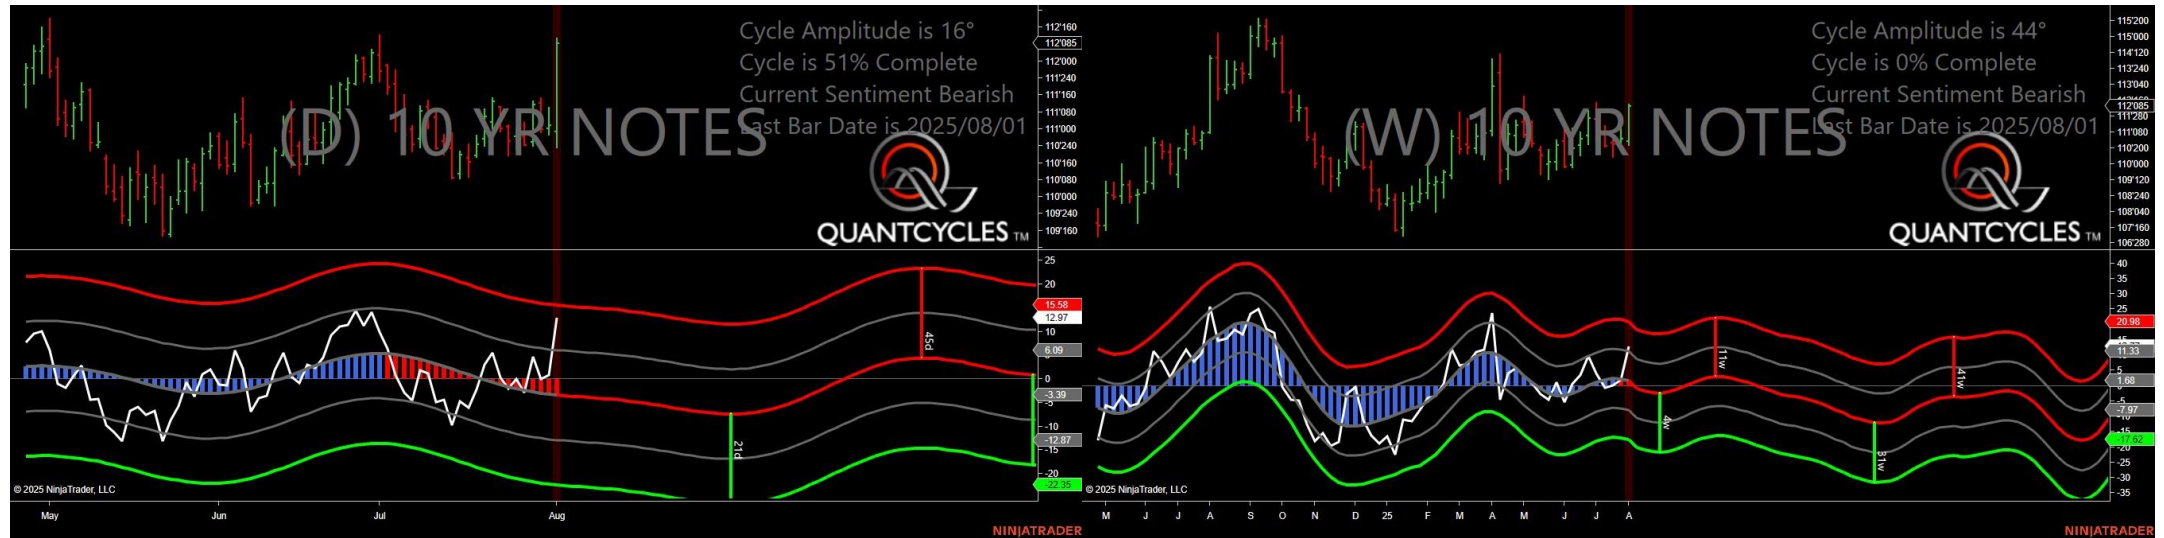 Cycle Amplitude is 16°
Cycle is 51% Complete
Current Sentiment Bearish
Last Bar Date is 2025/08/01
(D) 10 YR NOTES
QUANTCYCLES TM
112'160
112'085
112'000
111'240
111'160
111'080
111'000
110'240
110'160
110'080
110'000
109'240
109'160
25
20
15.58
12.97
10
6.09
0
-3.39
-5
-10
-12.87
-15
-20
-22.35
45d
21d
© 2025 NinjaTrader, LLC
May
Jun
Jul
Aug
NINJATRADER
Cycle Amplitude is 44°
Cycle is 0% Complete
Current Sentiment Bearish
Last Bar Date is 2025/08/01
(W) 10 YR NOTES
QUANTCYCLES TM
115'200
115'000
114'120
113'240
113'040
112'085
111'280
111'080
110'200
110'000
109'120
108'240
108'040
107'160
106'280
40
35
30
25
20.98
11.33
5
1.68
-5
-7.97
-17.62
-20
-25
-30
-35
11w
41w
4w
31w
© 2025 NinjaTrader, LLC
M J J A S O N D 25 F M A M J J A
NINJATRADER